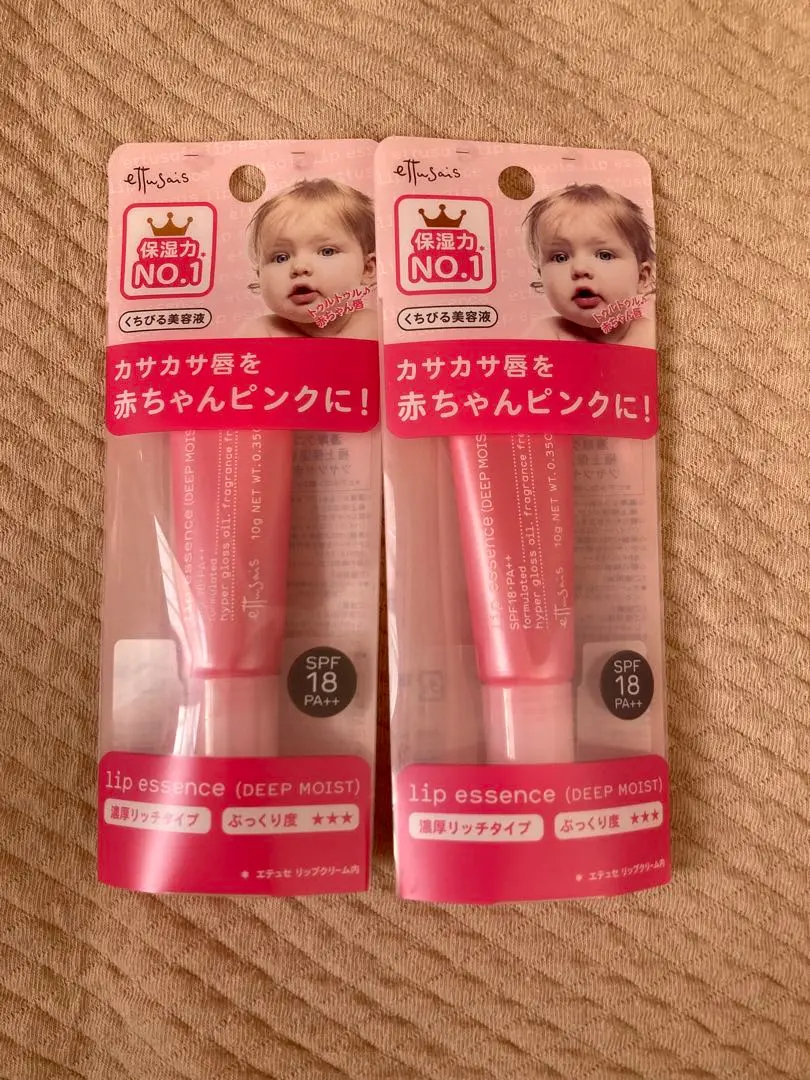 ettusais
保湿力*
NO.1
くちびる美容液
トゥルトゥル♪
赤ちゃん唇
カサカサ唇を
赤ちゃんピンクに!
lip essence (DEEP MOIS
PA++
formulated
hyper gloss oil. fragrance fr
ettusais 10g NET WT. 0.35O
SPF
18
PA++
lip essence (DEEP MOIST)
濃厚リッチタイプ ぷっくり度 ★★★
* エテュセ リップクリーム内
ettusais
保湿力*
NO.1
くちびる美容液
トゥルトゥル♪
赤ちゃん唇
カサカサ唇を
赤ちゃんピンクに!
lip essence (DEEP MOIS
SPF18・PA++
formulated
hyper gloss oil. fragrance fr
ettusais 10g NET WT. 0.35O
SPF
18
PA++
lip essence (DEEP MOIST)
濃厚リッチタイプ ぷっくり度 ★★★
* エテュセ リップクリーム内